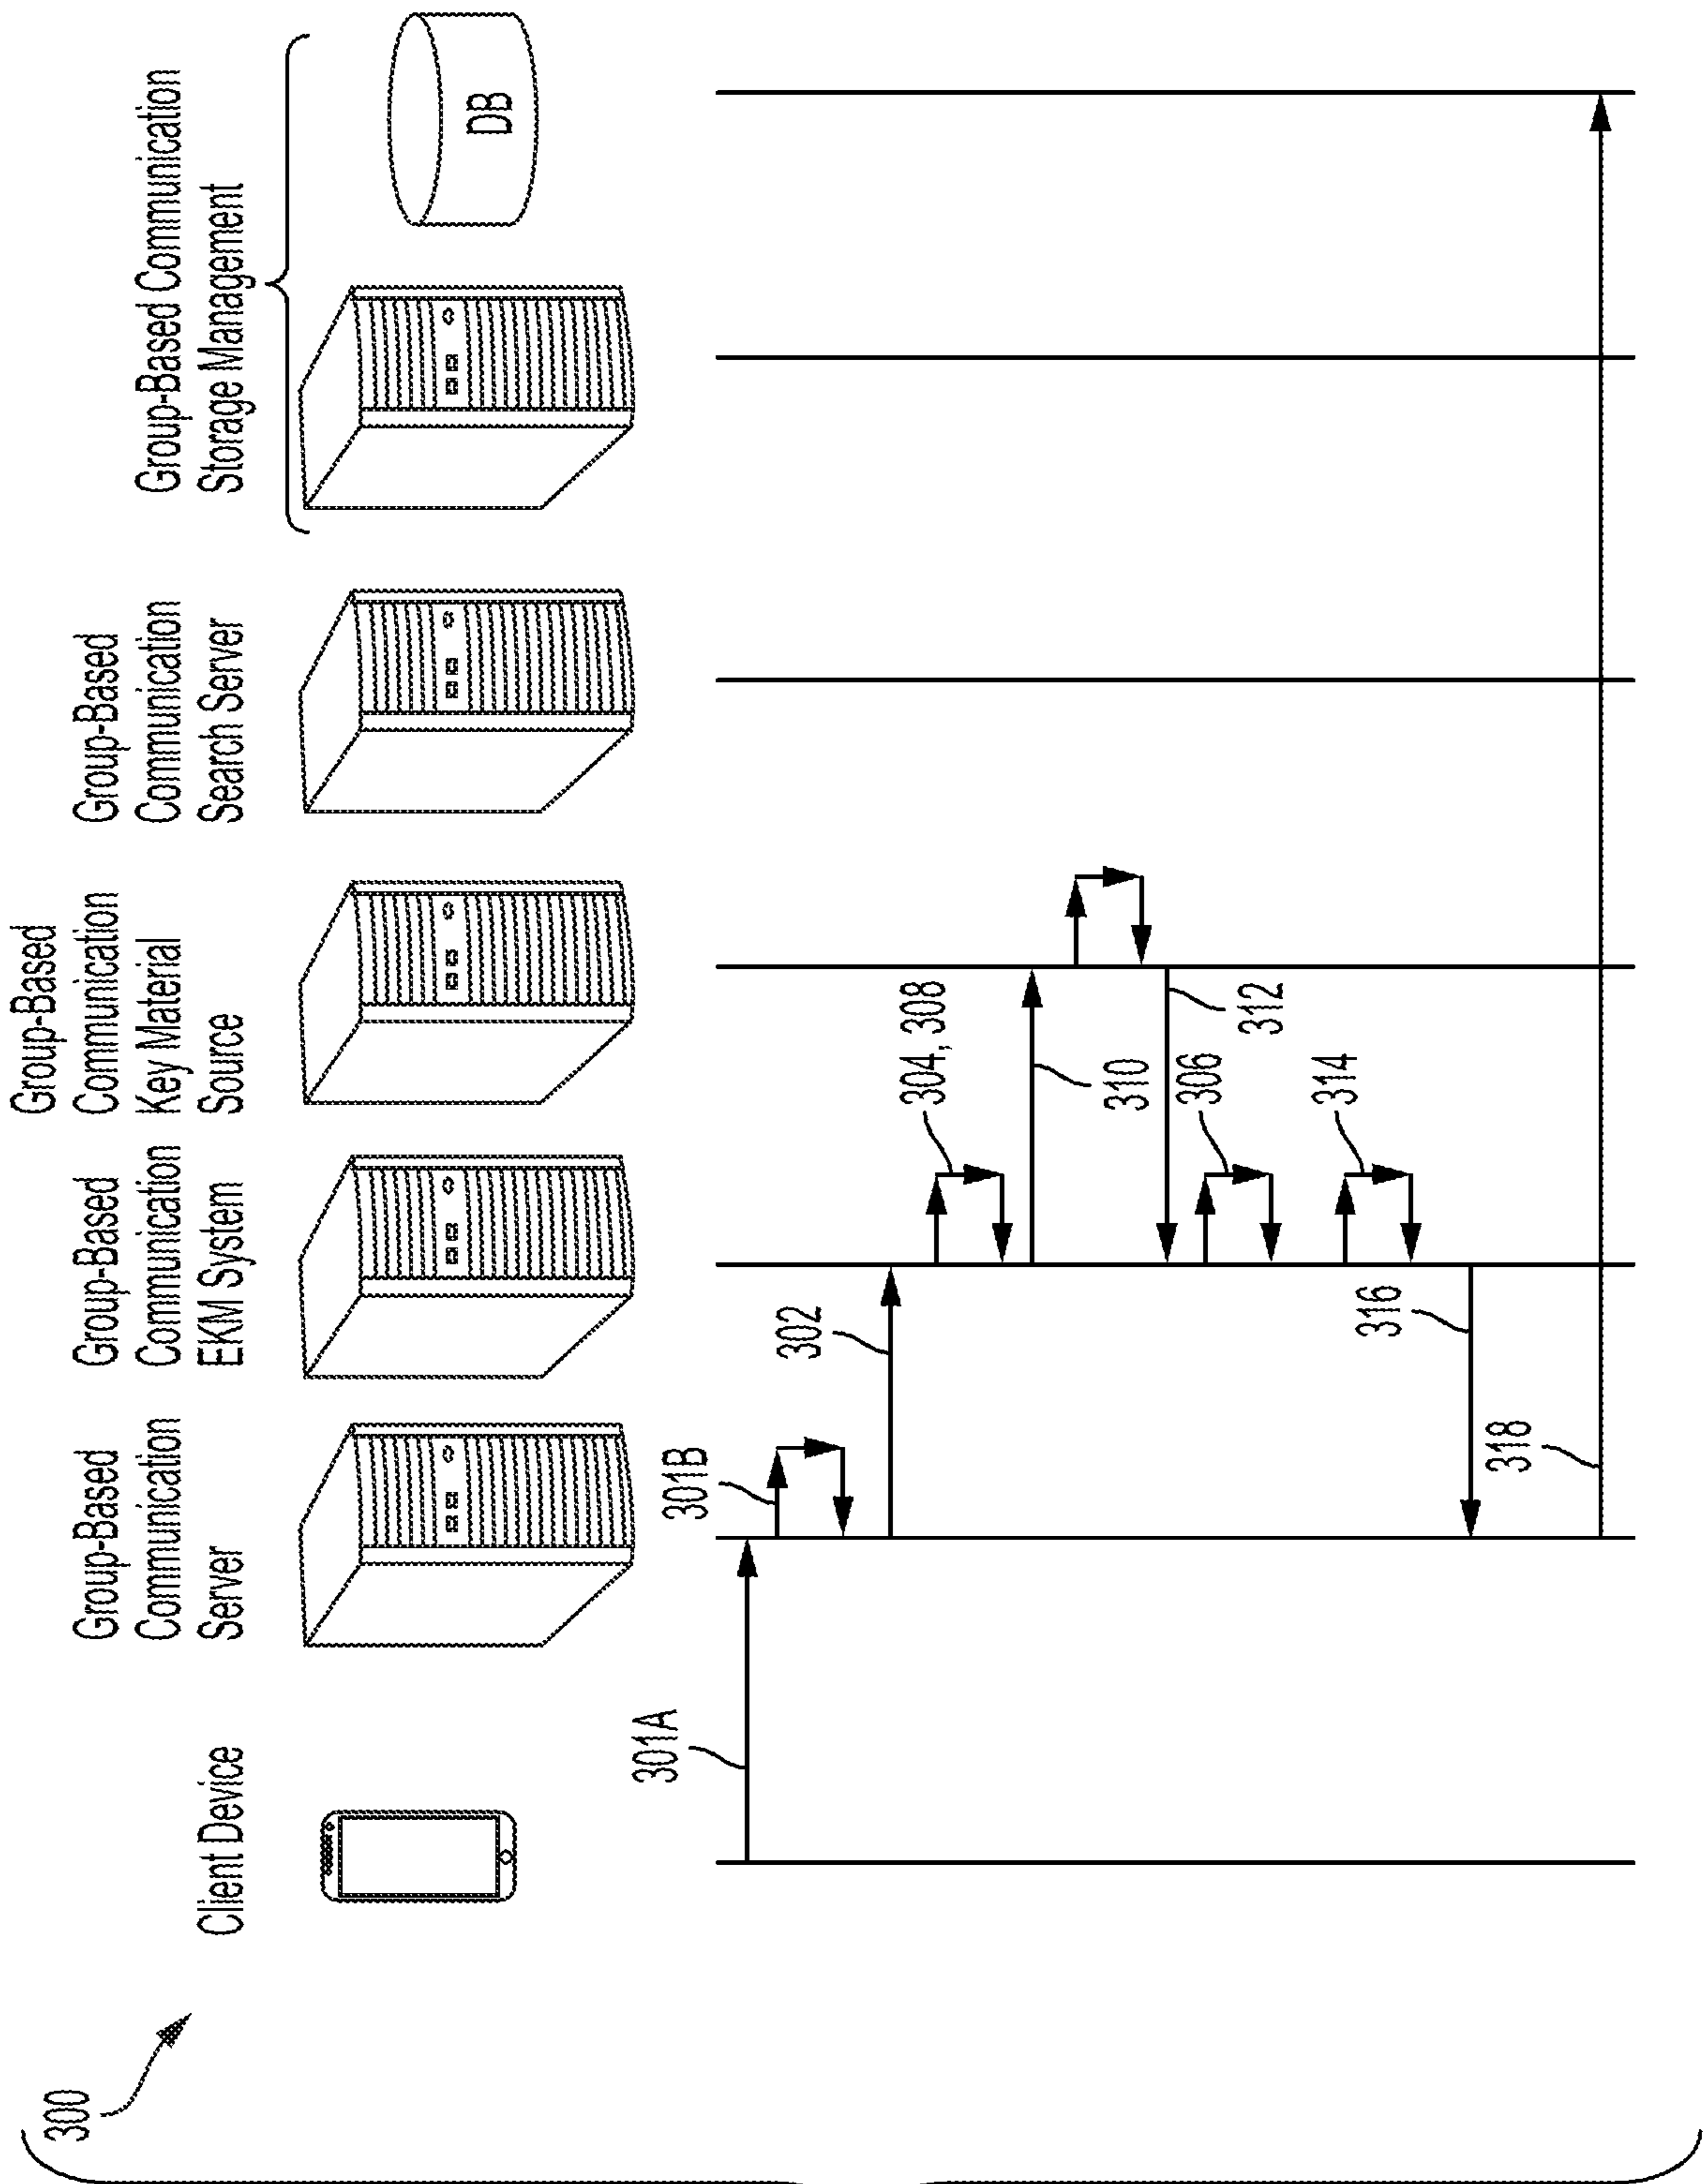 300
Client Device
Group-Based
Communication
Server
Group-Based
Communication
EKM System
Group-Based
Communication
Key Material
Source
Group-Based
Communication
Search Server
Group-Based Communication
Storage Management
DB
301A
301B
302
304, 308
310
312
306
314
316
318